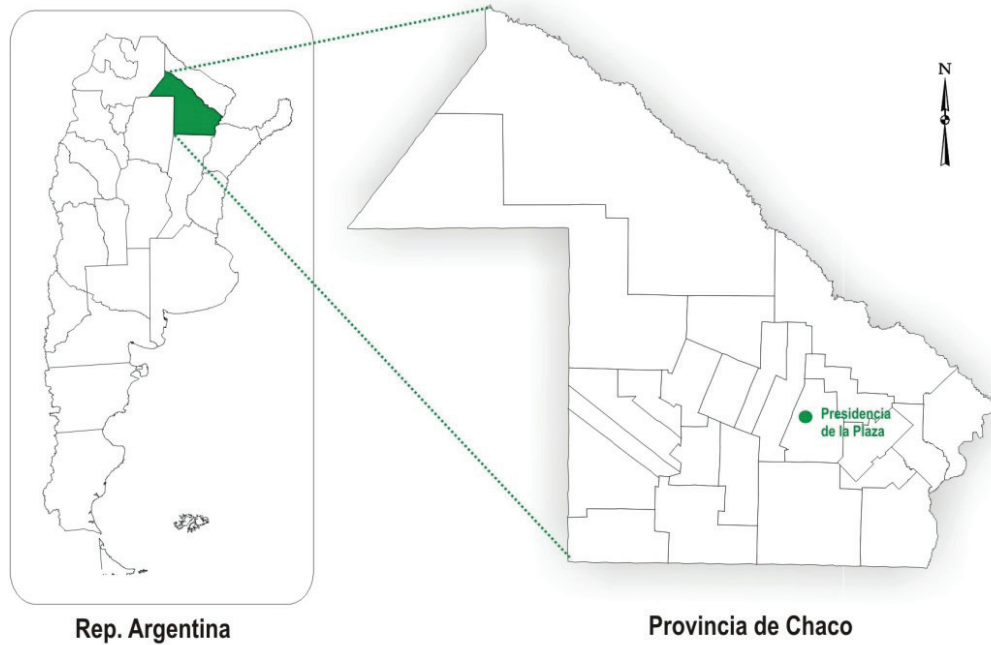 N
Presidencia
de la Plaza
Rep. Argentina
Provincia de Chaco